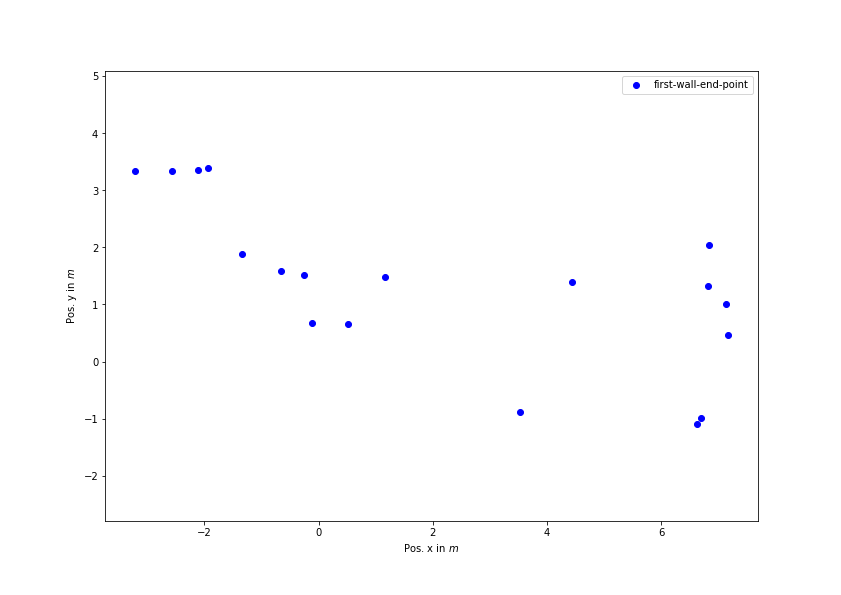 first-wall-end-point
5
4
3
2
1
0
−1
−2
Pos. y in m
−2 0 2 4 6
Pos. x in m